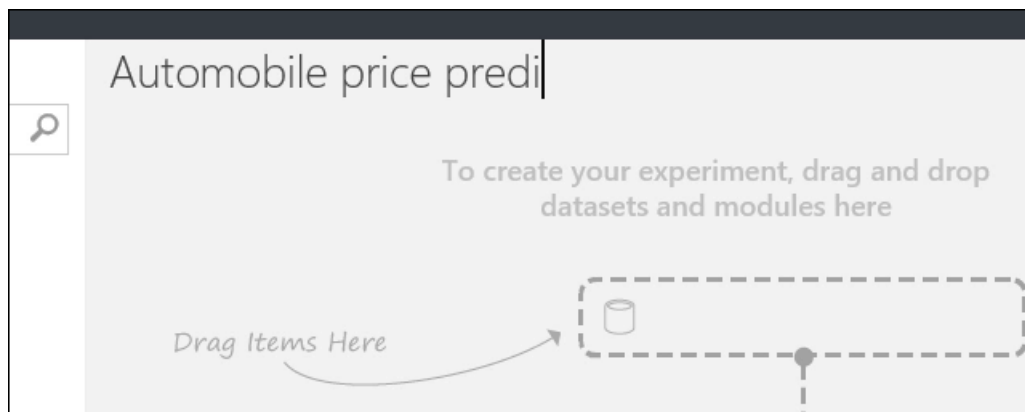 Automobile price predi
To create your experiment, drag and drop
datasets and modules here
Drag Items Here